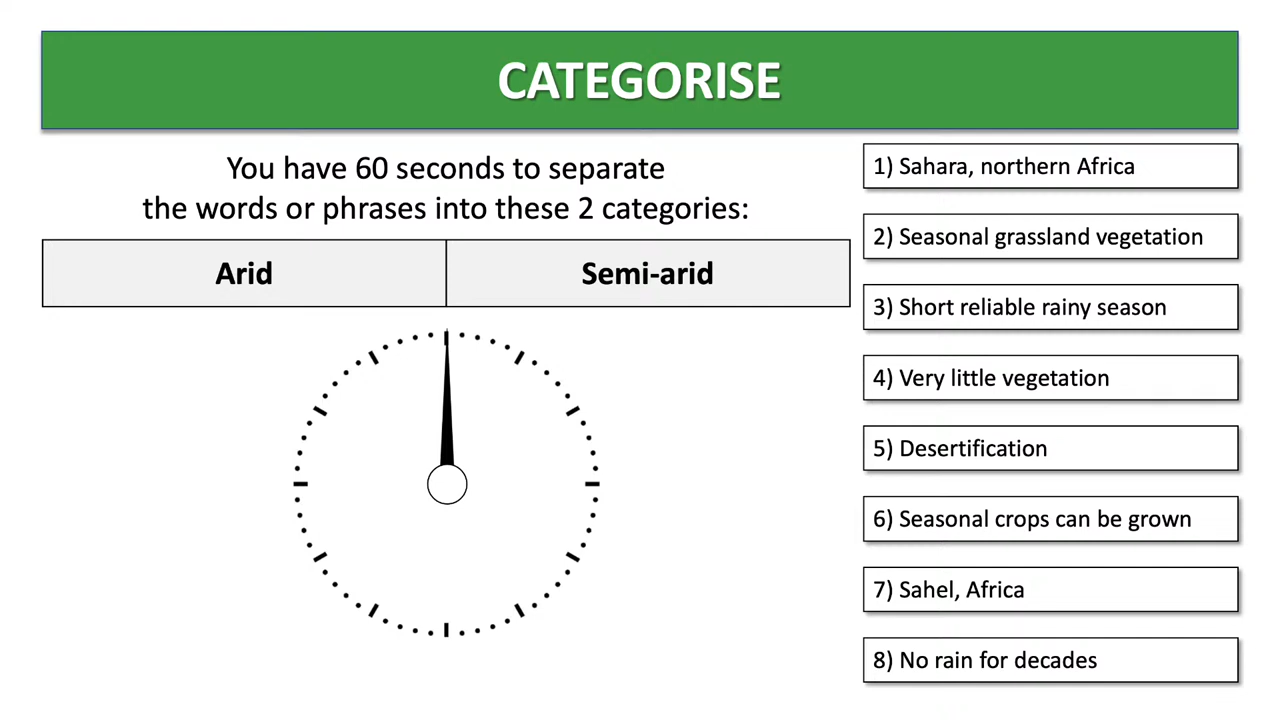 CATEGORISE
You have 60 seconds to separate
the words or phrases into these 2 categories:
Arid
Semi-arid
1) Sahara, northern Africa
2) Seasonal grassland vegetation
3) Short reliable rainy season
4) Very little vegetation
5) Desertification
6) Seasonal crops can be grown
7) Sahel, Africa
8) No rain for decades